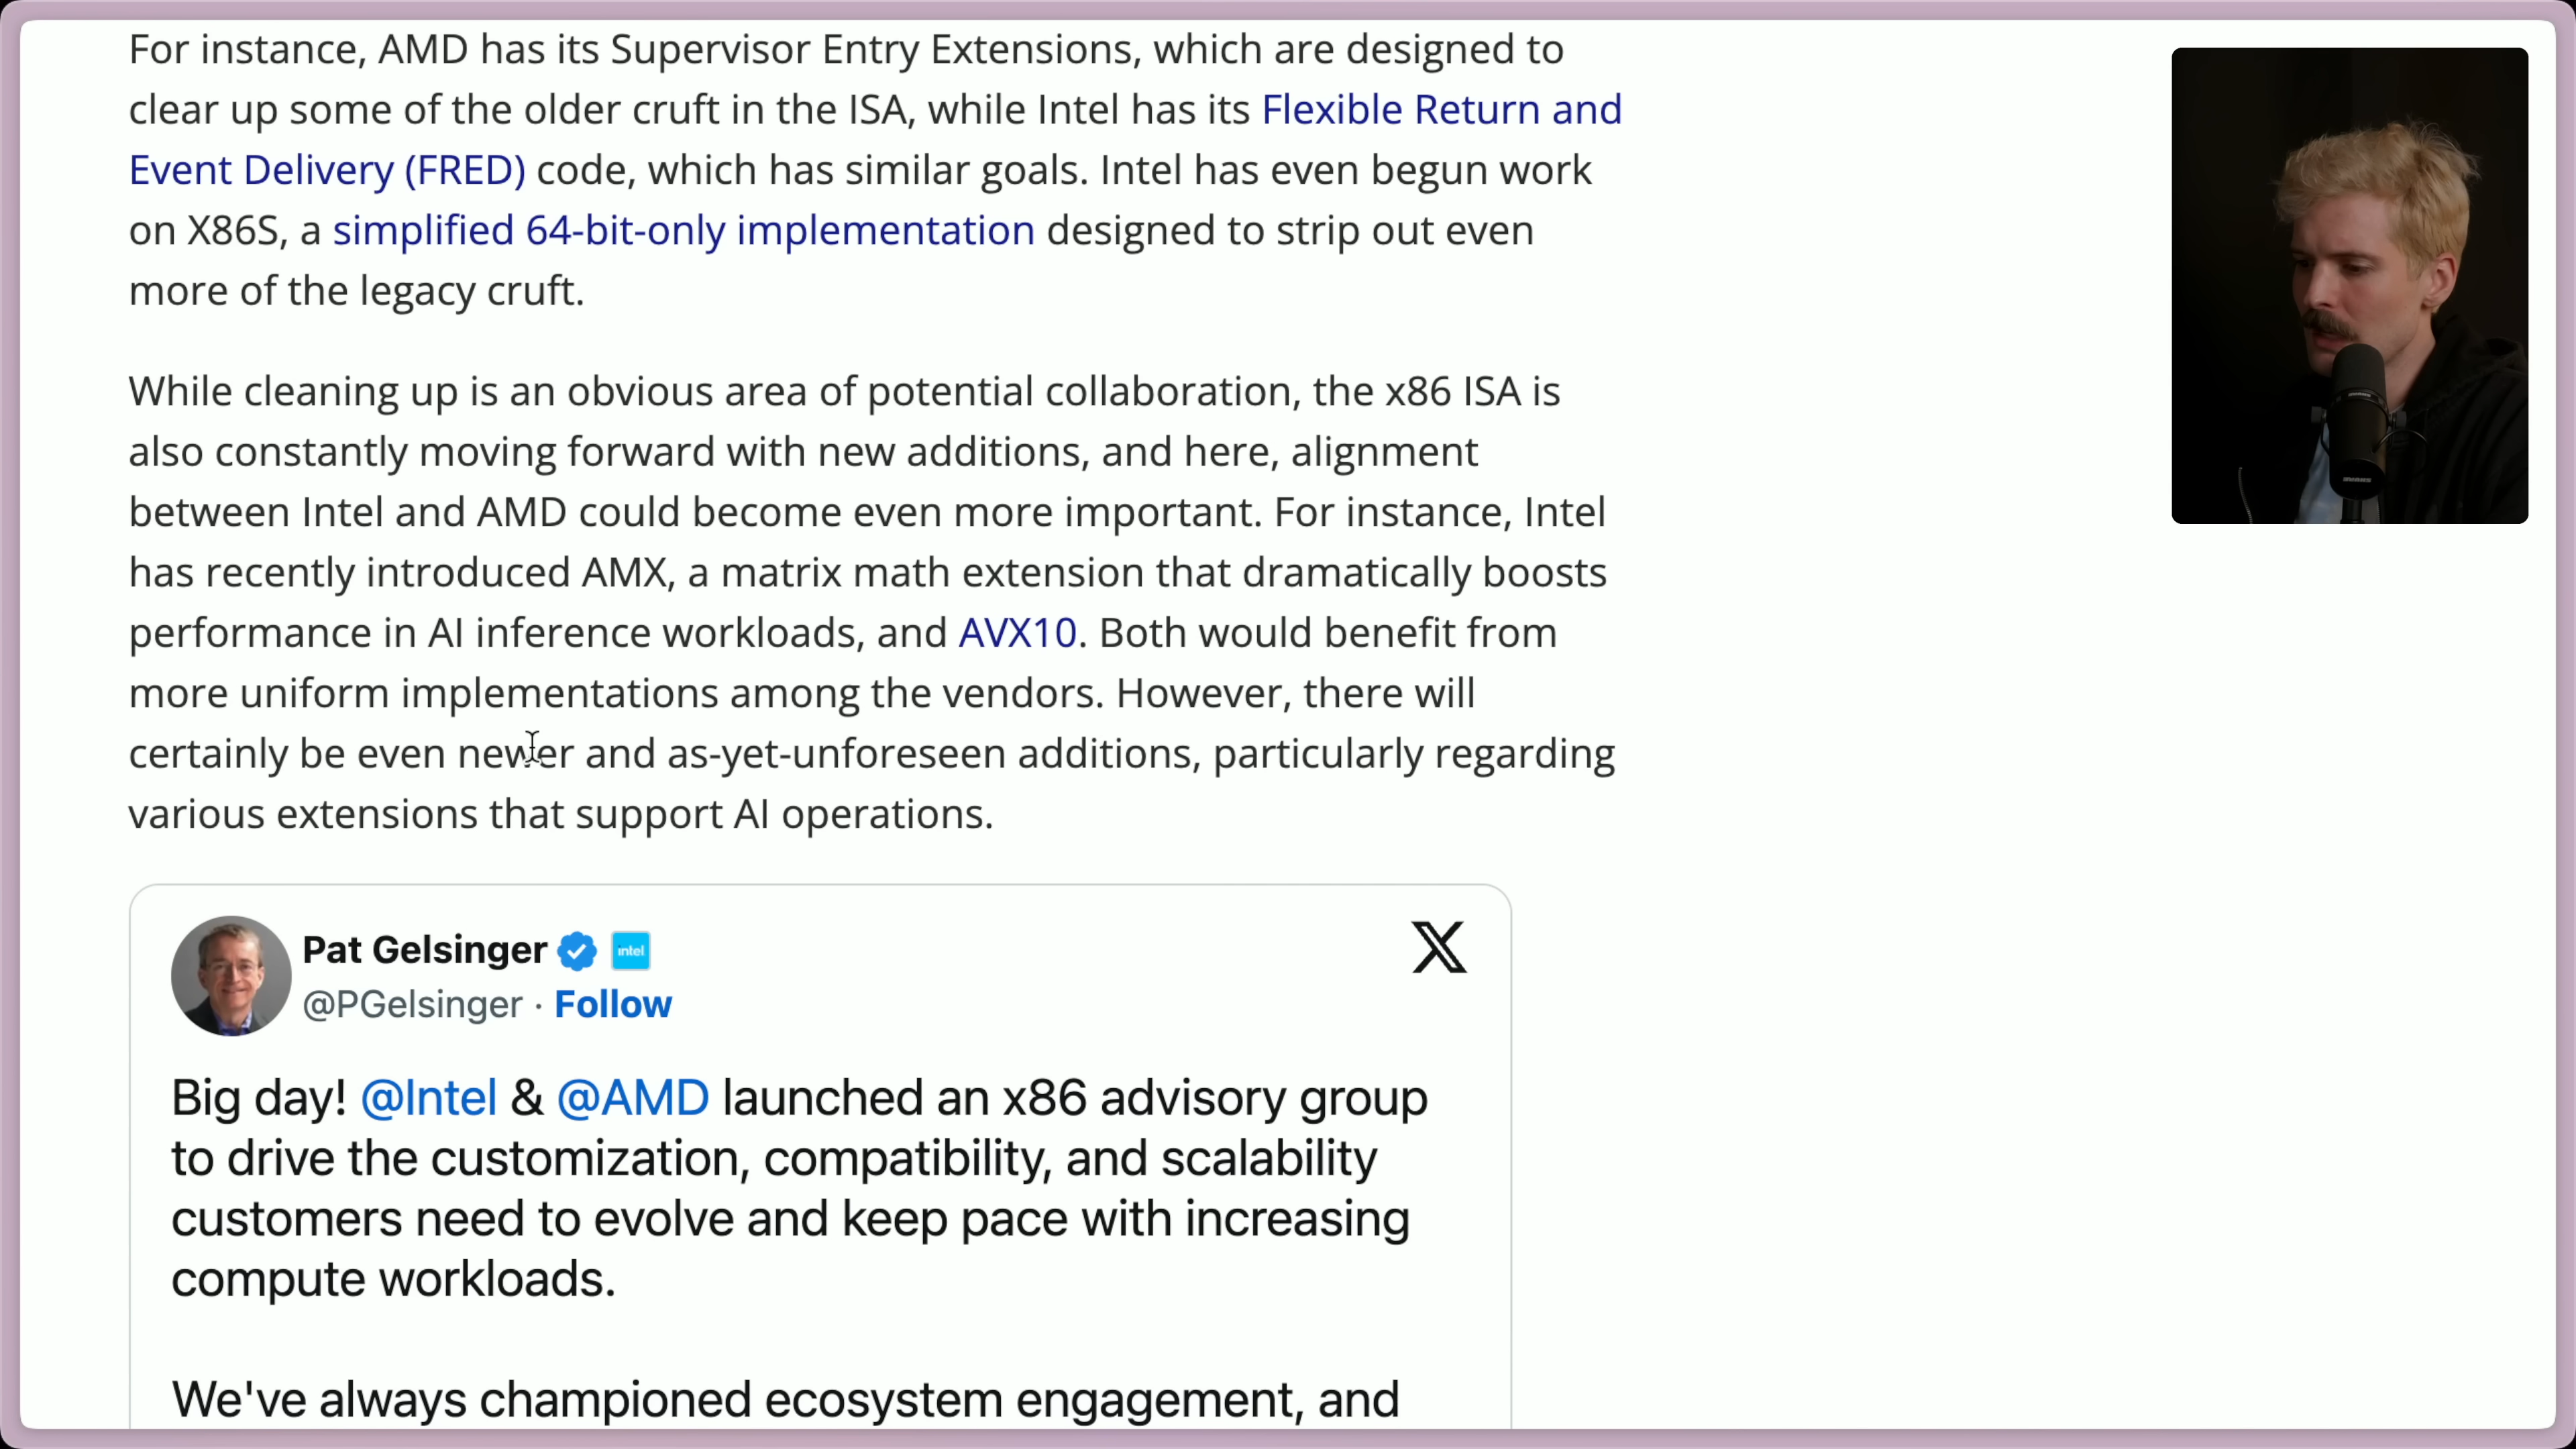 For instance, AMD has its Supervisor Entry Extensions, which are designed to
clear up some of the older cruft in the ISA, while Intel has its Flexible Return and
Event Delivery (FRED) code, which has similar goals. Intel has even begun work
on X86S, a simplified 64-bit-only implementation designed to strip out even
more of the legacy cruft.
While cleaning up is an obvious area of potential collaboration, the x86 ISA is
also constantly moving forward with new additions, and here, alignment
between Intel and AMD could become even more important. For instance, Intel
has recently introduced AMX, a matrix math extension that dramatically boosts
performance in AI inference workloads, and AVX10. Both would benefit from
more uniform implementations among the vendors. However, there will
certainly be even newer and as-yet-unforeseen additions, particularly regarding
various extensions that support AI operations.
Pat Gelsinger intel
@PGelsinger · Follow
Big day! @Intel & @AMD launched an x86 advisory group
to drive the customization, compatibility, and scalability
customers need to evolve and keep pace with increasing
compute workloads.
We've always championed ecosystem engagement, and